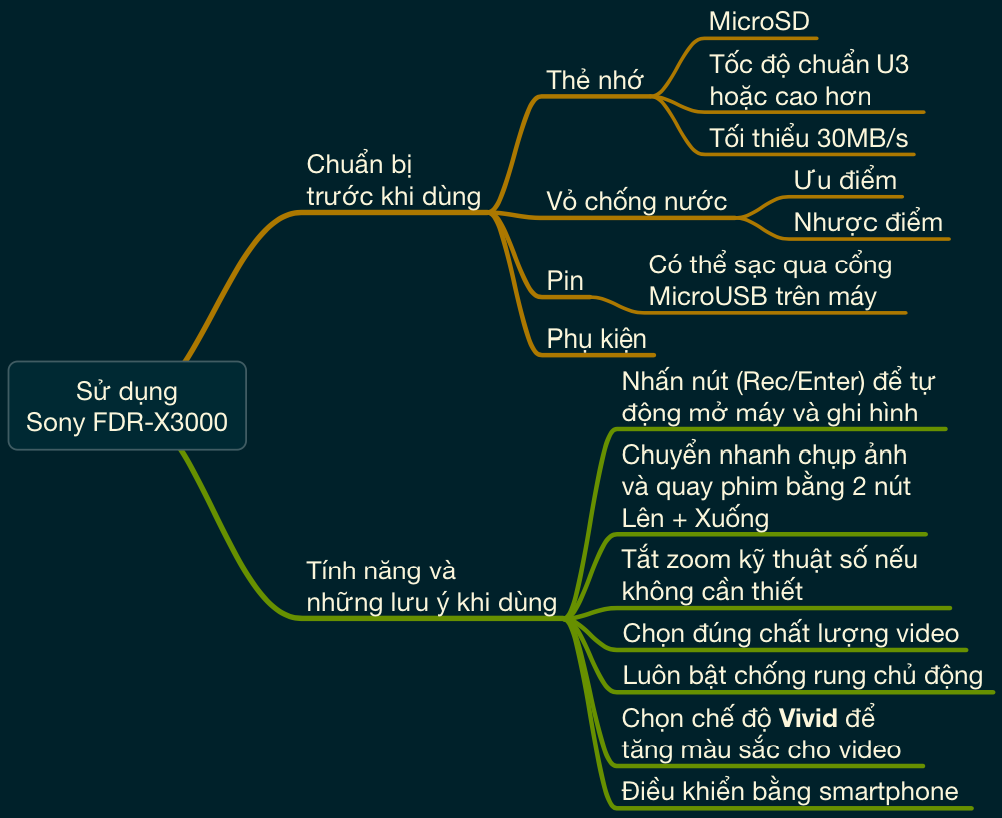 Sử dụng
Sony FDR-X3000
Chuẩn bị
trước khi dùng
Thẻ nhớ
MicroSD
Tốc độ chuẩn U3
hoặc cao hơn
Tối thiểu 30MB/s
Vỏ chống nước
Ưu điểm
Nhược điểm
Pin
Có thể sạc qua cổng
MicroUSB trên máy
Phụ kiện
Tính năng và
những lưu ý khi dùng
Nhấn nút (Rec/Enter) để tự
động mở máy và ghi hình
Chuyển nhanh chụp ảnh
và quay phim bằng 2 nút
Lên + Xuống
Tắt zoom kỹ thuật số nếu
không cần thiết
Chọn đúng chất lượng video
Luôn bật chống rung chủ động
Chọn chế độ Vivid để
tăng màu sắc cho video
Điều khiển bằng smartphone